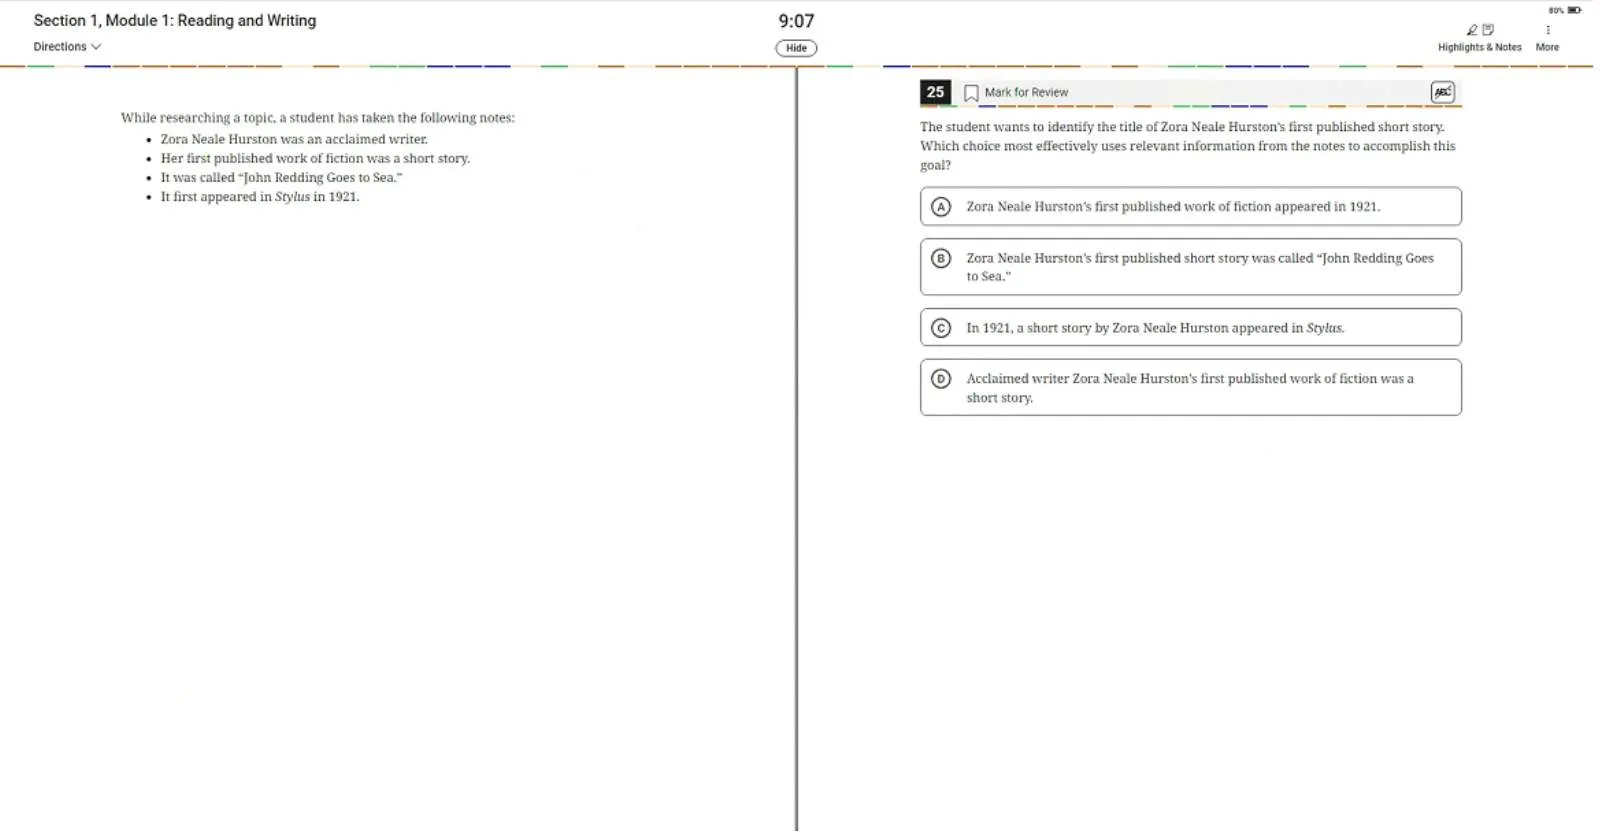 Section 1, Module 1: Reading and Writing
Directions
9:07
Hide
80%
Highlights & Notes
More
While researching a topic, a student has taken the following notes:
• Zora Neale Hurston was an acclaimed writer.
• Her first published work of fiction was a short story.
• It was called “John Redding Goes to Sea.”
• It first appeared in Stylus in 1921.
25
Mark for Review
ABC
The student wants to identify the title of Zora Neale Hurston’s first published short story.
Which choice most effectively uses relevant information from the notes to accomplish this
goal?
A Zora Neale Hurston’s first published work of fiction appeared in 1921.
B Zora Neale Hurston’s first published short story was called “John Redding Goes
to Sea.”
C In 1921, a short story by Zora Neale Hurston appeared in Stylus.
D Acclaimed writer Zora Neale Hurston’s first published work of fiction was a
short story.